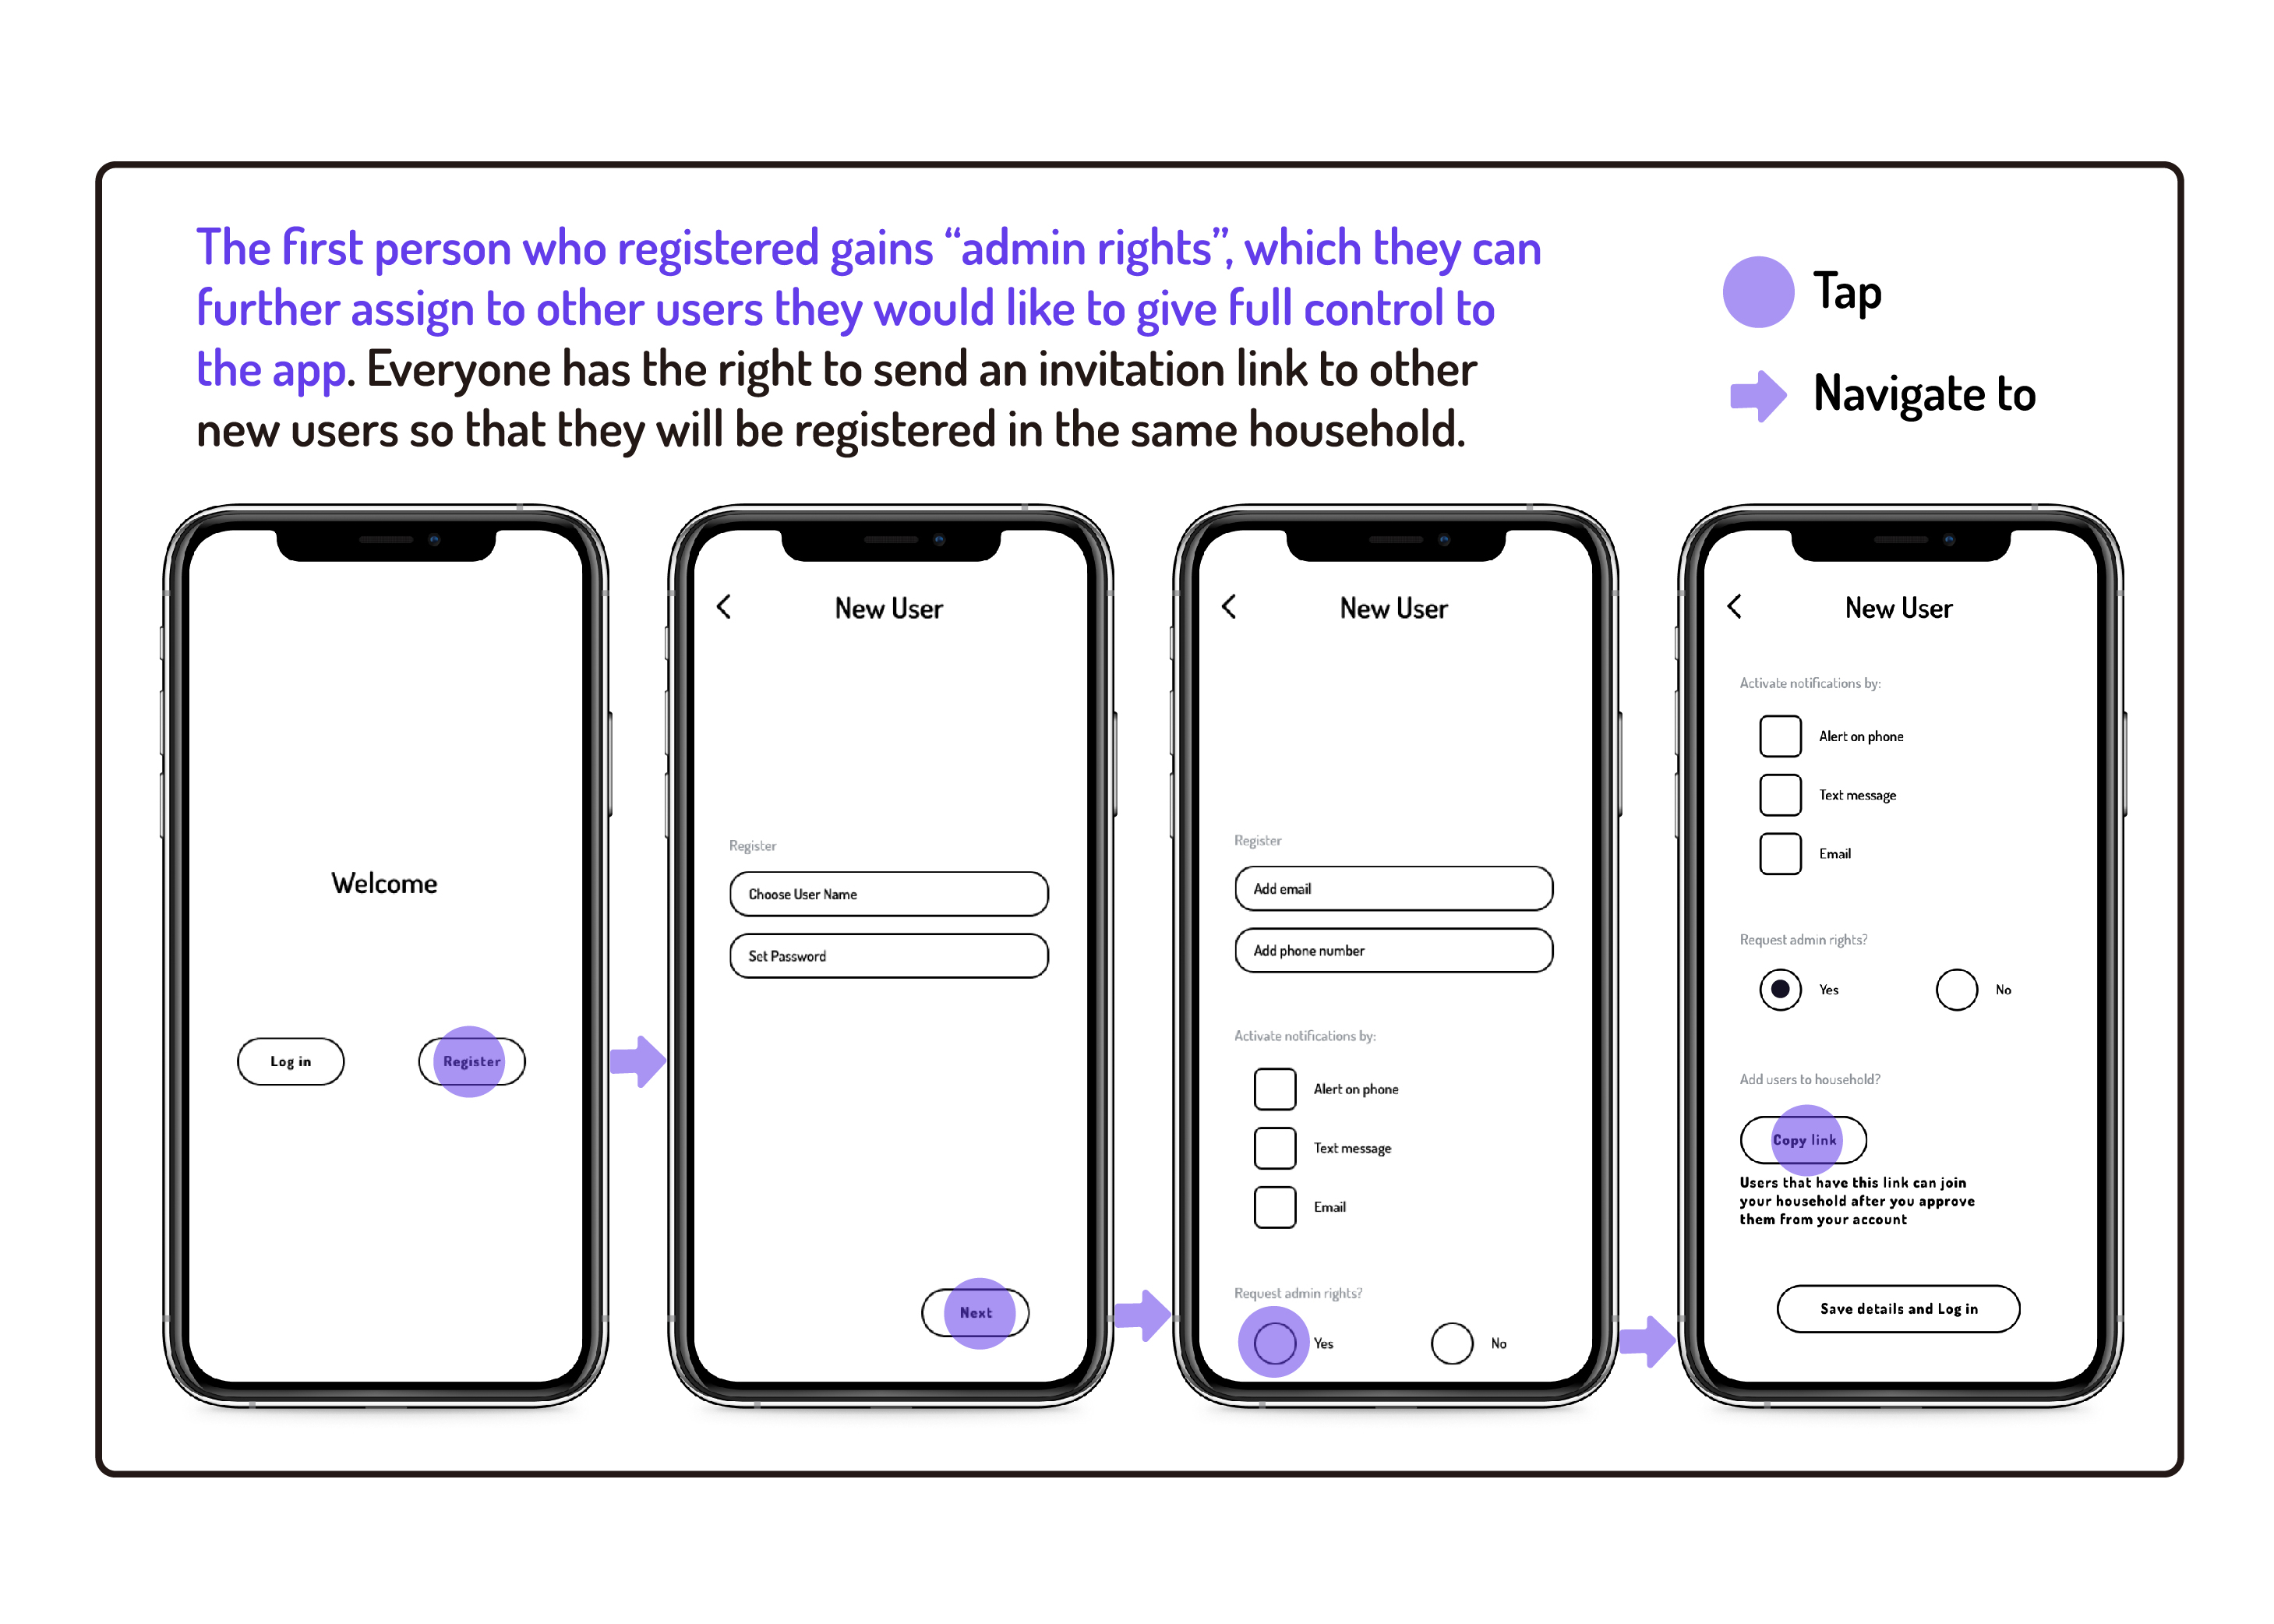 The first person who registered gains “admin rights”, which they can
further assign to other users they would like to give full control to
the app. Everyone has the right to send an invitation link to other
new users so that they will be registered in the same household.
Tap
Navigate to
Welcome
Log in
Register
New User
Register
Choose User Name
Set Password
Next
New User
Register
Add email
Add phone number
Activate notifications by:
Alert on phone
Text message
Email
Request admin rights?
Yes
No
New User
Activate notifications by:
Alert on phone
Text message
Email
Request admin rights?
Yes
No
Add users to household?
Copy link
Users that have this link can join
your household after you approve
them from your account
Save details and Log in